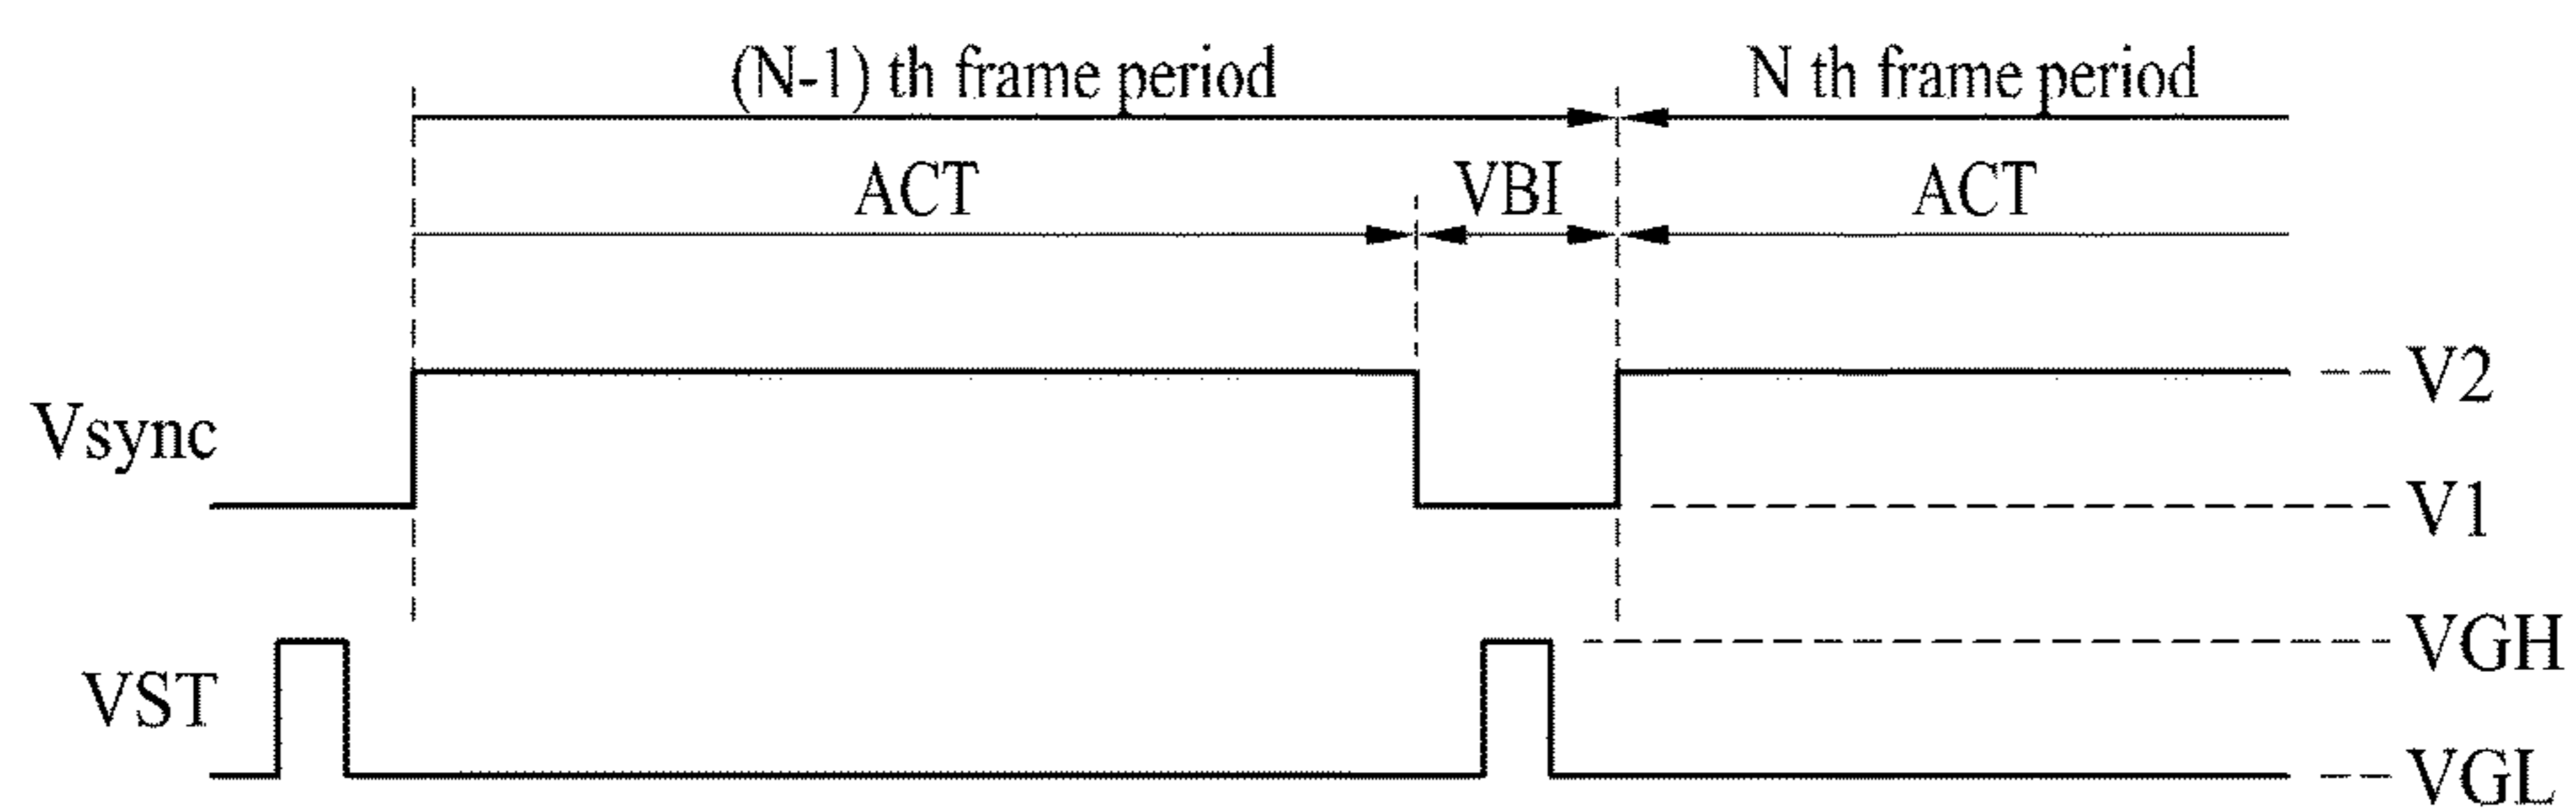 (N-1) th frame period N th frame period
ACT VBI ACT
V2
Vsync
V1
VGH
VST
VGL